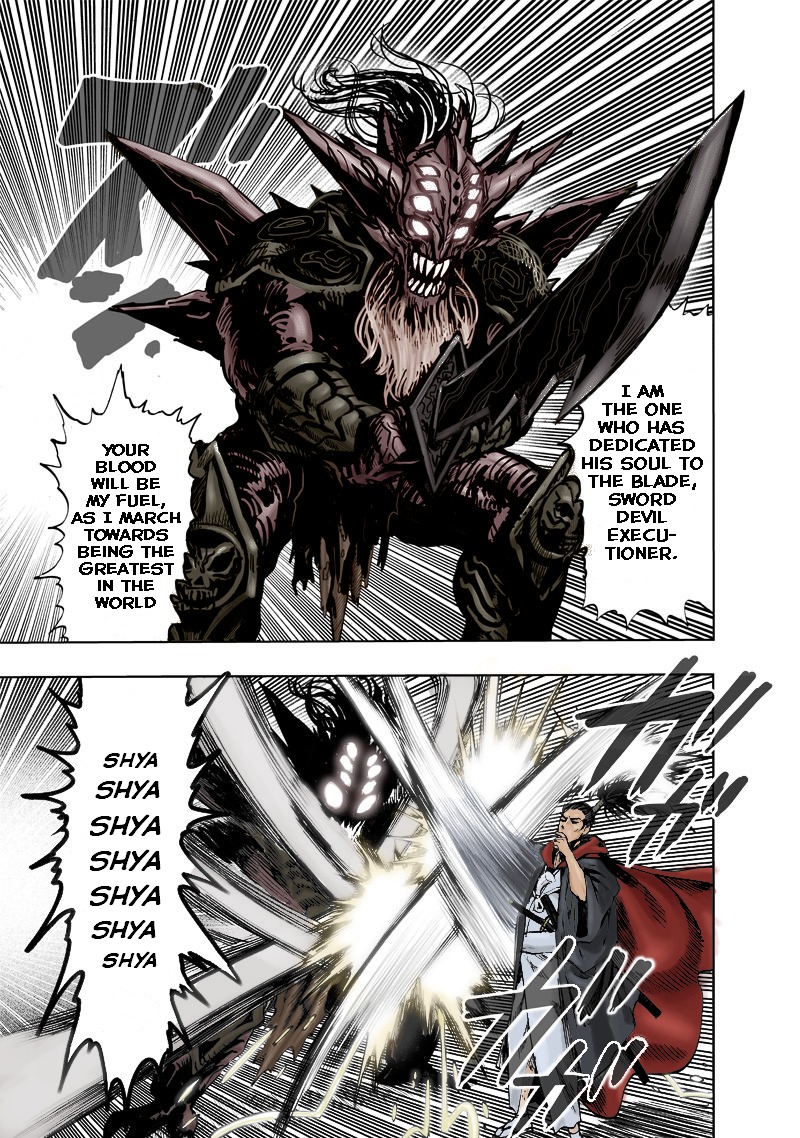 I AM
THE ONE
WHO HAS
DEDICATED
HIS SOUL TO
THE BLADE,
SWORD
DEVIL
EXECU-
TIONER.
YOUR
BLOOD
WILL BE
MY FUEL,
AS I MARCH
TOWARDS
BEING THE
GREATEST
IN THE
WORLD
SHYA
SHYA
SHYA
SHYA
SHYA
SHYA
SHYA